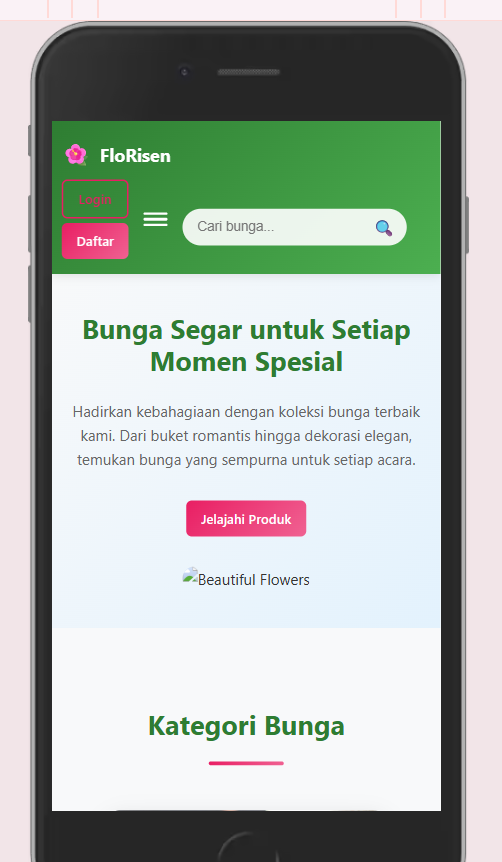 FloRisen
Login
Daftar
Cari bunga...
Bunga Segar untuk Setiap
Momen Spesial
Hadirkan kebahagiaan dengan koleksi bunga terbaik
kami. Dari buket romantis hingga dekorasi elegan,
temukan bunga yang sempurna untuk setiap acara.
Jelajahi Produk
Beautiful Flowers
Kategori Bunga